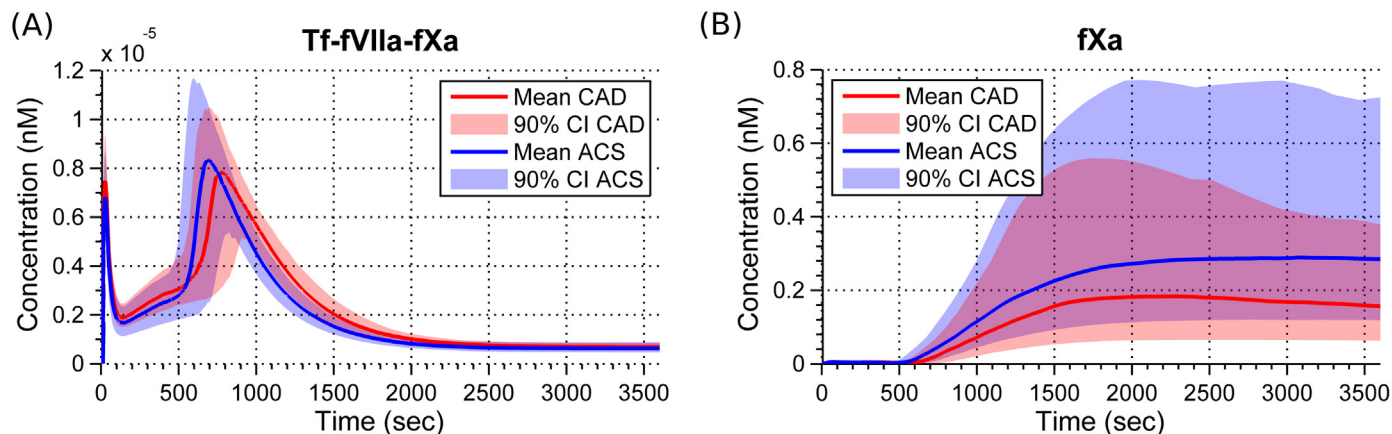 (A)
x 10^-5
Tf-fVIIa-fXa
Concentration (nM)
1.2
1
0.8
0.6
0.4
0.2
0
Mean CAD
90% CI CAD
Mean ACS
90% CI ACS
0 500 1000 1500 2000 2500 3000 3500
Time (sec)
(B)
fXa
Concentration (nM)
0.8
0.6
0.4
0.2
0
Mean CAD
90% CI CAD
Mean ACS
90% CI ACS
0 500 1000 1500 2000 2500 3000 3500
Time (sec)